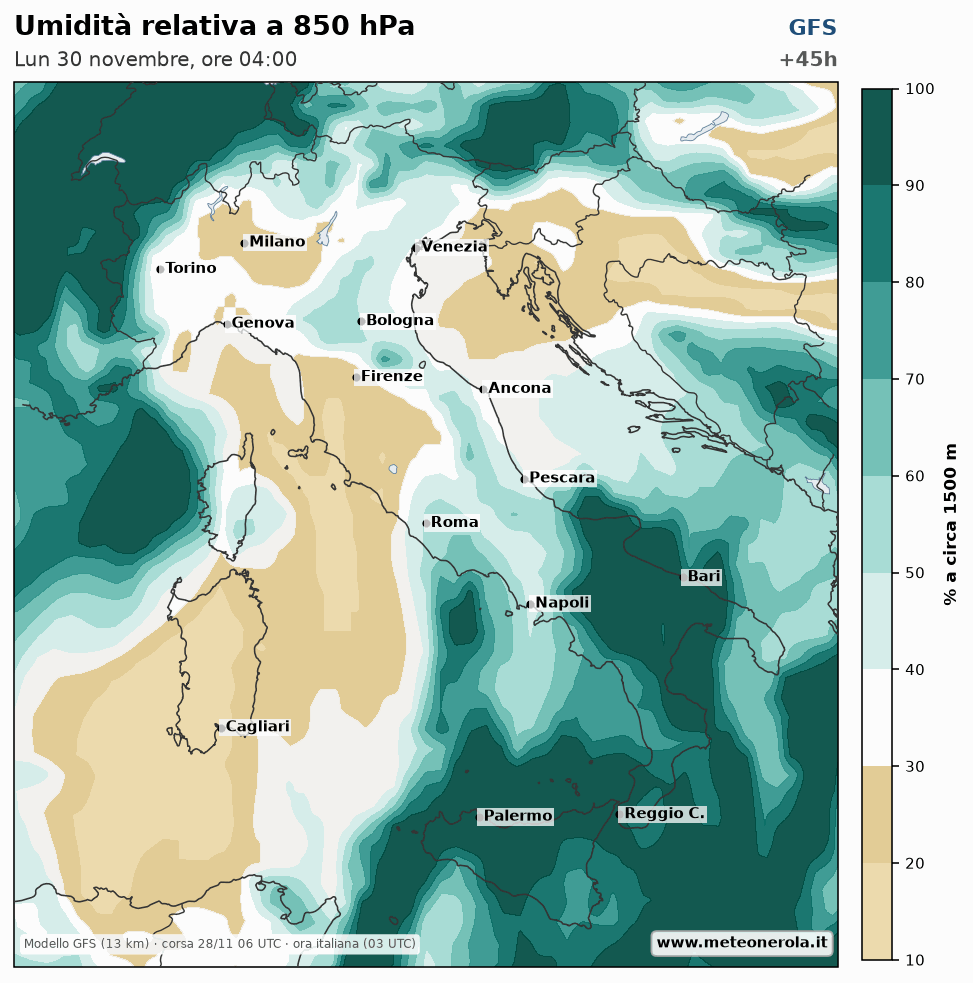 Umidità relativa a 850 hPa
GFS
Lun 30 novembre, ore 04:00
+45h
100
90
80
70
60
50
40
30
20
10
% a circa 1500 m
Milano
Venezia
Torino
Genova
Bologna
Firenze
Ancona
Pescara
Roma
Bari
Napoli
Cagliari
Palermo
Reggio C.
Modello GFS (13 km) · corsa 28/11 06 UTC · ora italiana (03 UTC)
www.meteonerola.it